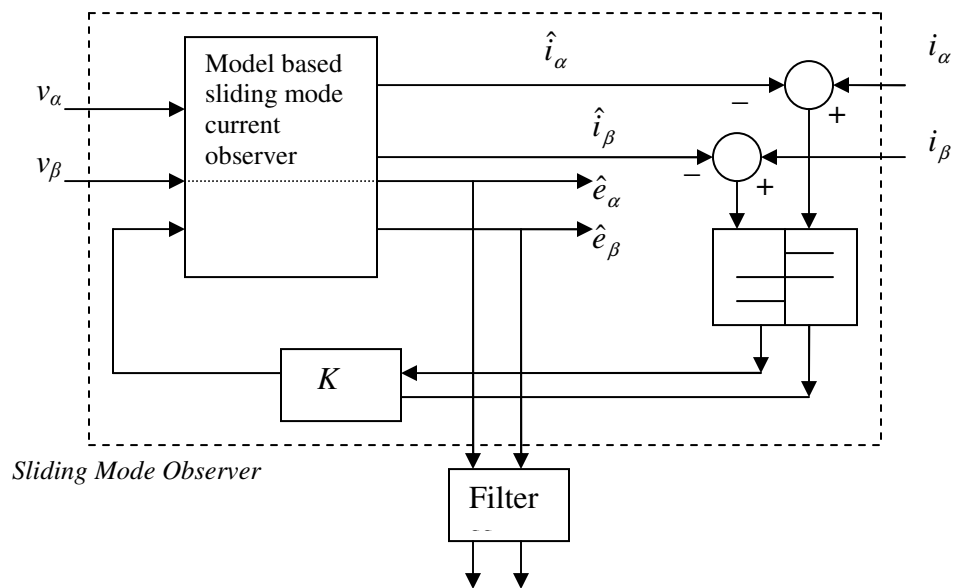 Model based
sliding mode
current
observer
v_α
v_β
î_α
î_β
i_α
i_β
−
+
−
+
ê_α
ê_β
K
Sliding Mode Observer
Filter